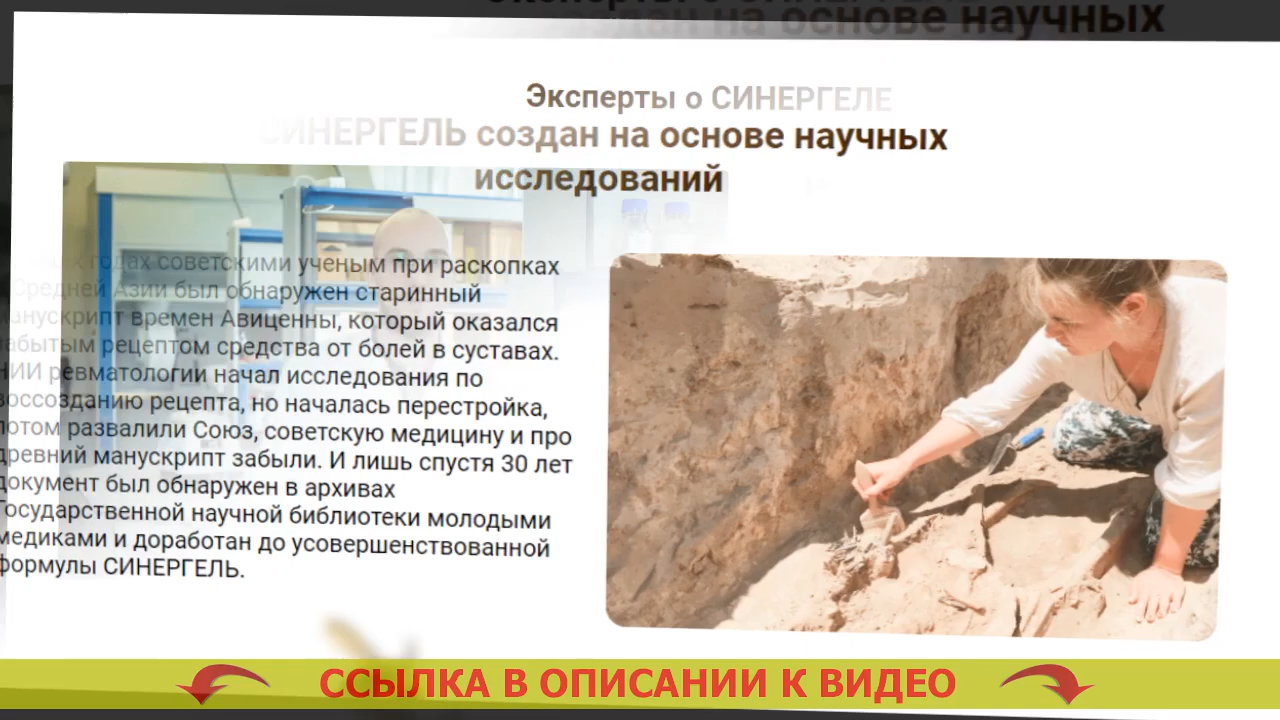 на основе научных
Эксперты о СИНЕРГЕЛЕ
СИНЕРГЕЛЬ создан на основе научных
исследований
годах советскими ученым при раскопках
Средней Азии был обнаружен старинный
манускрипт времен Авиценны, который оказался
забытым рецептом средства от болей в суставах.
НИИ ревматологии начал исследования по
воссозданию рецепта, но началась перестройка,
потом развалили Союз, советскую медицину и про
древний манускрипт забыли. И лишь спустя 30 лет
документ был обнаружен в архивах
Государственной научной библиотеки молодыми
медиками и доработан до усовершенствованной
формулы СИНЕРГЕЛЬ.
ССЫЛКА В ОПИСАНИИ К ВИДЕО